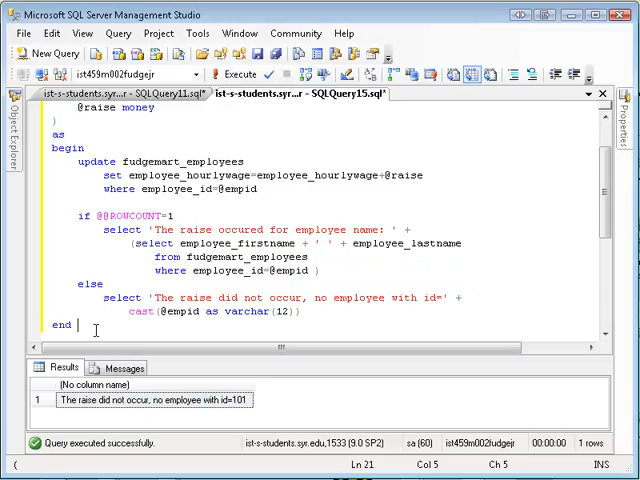 Microsoft SQL Server Management Studio
File Edit View Query Project Tools Window Community Help
New Query
ist459m002fudgejr Execute
ist-s-students.syr...r - SQLQuery11.sql* ist-s-students.syr...r - SQLQuery15.sql*
Object Explorer
Properties
@raise money
)
as
begin
update fudgemart_employees
set employee_hourlywage=employee_hourlywage+@raise
where employee_id=@empid
if @@ROWCOUNT=1
select 'The raise occured for employee name: ' +
(select employee_firstname + ' ' + employee_lastname
from fudgemart_employees
where employee_id=@empid )
else
select 'The raise did not occur, no employee with id=' +
cast(@empid as varchar(12))
end
Results Messages
(No column name)
1 The raise did not occur, no employee with id=101
Query executed successfully. ist-s-students.syr.edu,1533 (9.0 SP2) sa (60) ist459m002fudgejr 00:00:00 1 rows
( Ln 21 Col 5 Ch 5 INS